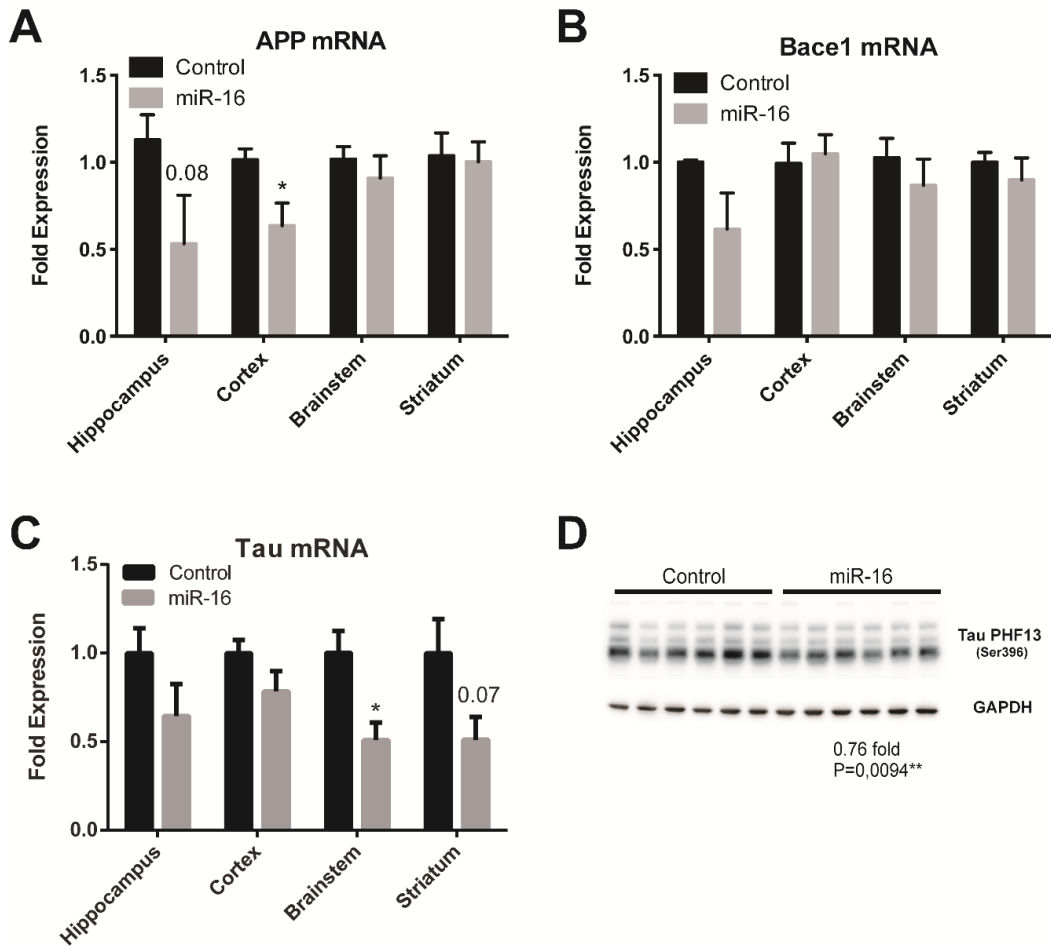 A
APP mRNA
Control
miR-16
Fold Expression
1.5
1.0
0.5
0.0
0.08
*
Hippocampus
Cortex
Brainstem
Striatum
B
Bace1 mRNA
Control
miR-16
Fold Expression
1.5
1.0
0.5
0.0
Hippocampus
Cortex
Brainstem
Striatum
C
Tau mRNA
Control
miR-16
Fold Expression
1.5
1.0
0.5
0.0
*
0.07
Hippocampus
Cortex
Brainstem
Striatum
D
Control
miR-16
Tau PHF13
(Ser396)
GAPDH
0.76 fold
P=0,0094**